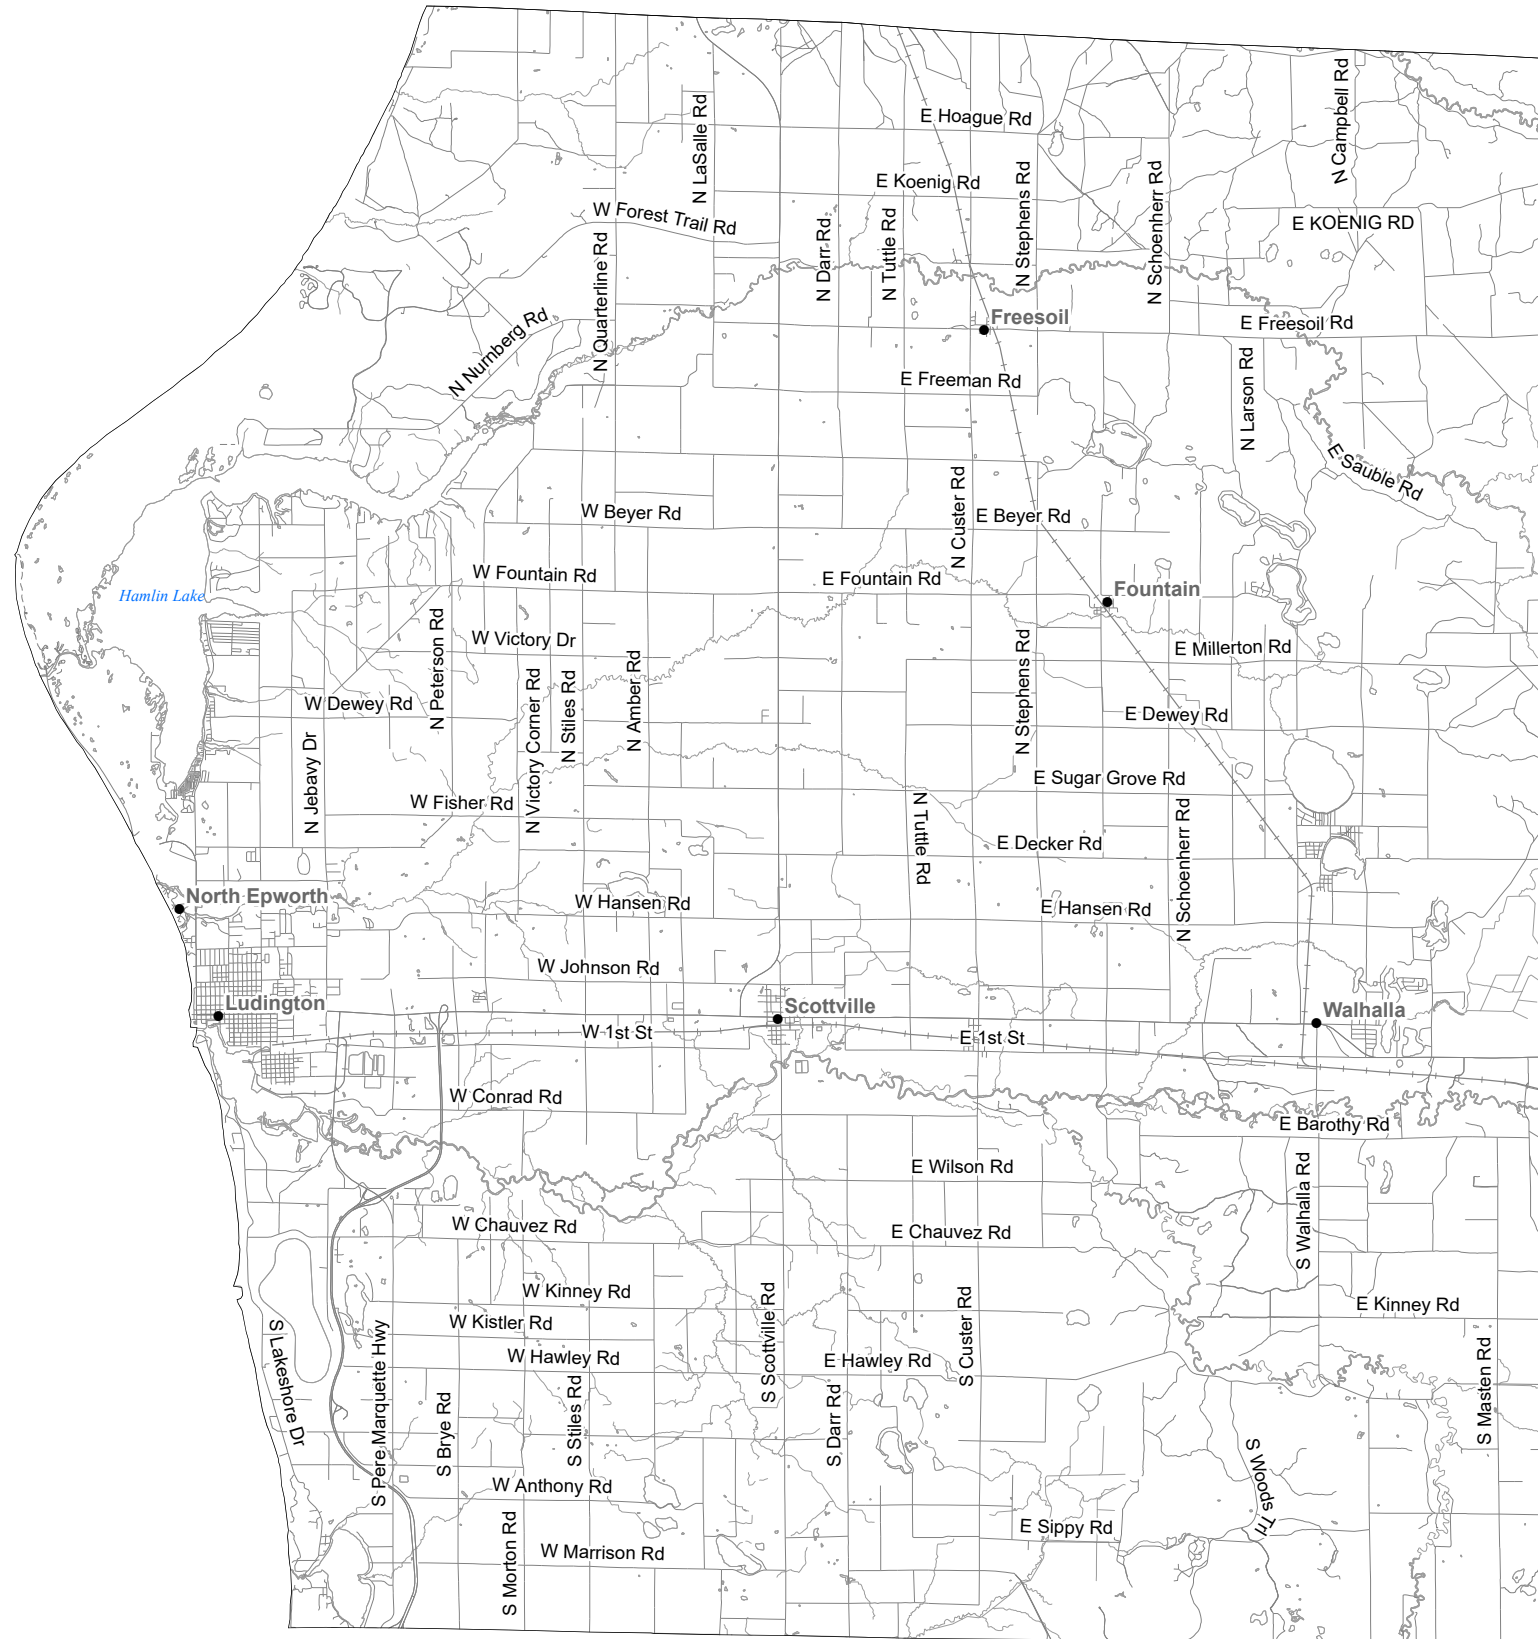 E Hoague Rd
N Campbell Rd
N LaSalle Rd
E Koenig Rd
W Forest Trail Rd
N Stephens Rd
N Schoenherr Rd
E KOENIG RD
N Darr Rd
N Tuttle Rd
N Quarterline Rd
N Nurnberg Rd
Freesoil
E Freesoil Rd
E Freeman Rd
N Larson Rd
E Sauble Rd
N Custer Rd
W Beyer Rd
E Beyer Rd
W Fountain Rd
E Fountain Rd
Fountain
Hamlin Lake
N Peterson Rd
W Victory Dr
E Millerton Rd
N Stephens Rd
W Dewey Rd
N Victory Corner Rd
N Stiles Rd
N Amber Rd
E Dewey Rd
N Jebavy Dr
E Sugar Grove Rd
W Fisher Rd
N Tuttle Rd
N Schoenherr Rd
E Decker Rd
North Epworth
W Hansen Rd
E Hansen Rd
W Johnson Rd
Ludington
Scottville
Walhalla
W 1st St
E 1st St
W Conrad Rd
E Barothy Rd
E Wilson Rd
S Walhalla Rd
W Chauvez Rd
E Chauvez Rd
W Kinney Rd
S Scottville Rd
S Custer Rd
E Kinney Rd
W Kistler Rd
S Lakeshore Dr
S Pere Marquette Hwy
W Hawley Rd
E Hawley Rd
S Masten Rd
S Brye Rd
S Stiles Rd
S Darr Rd
S Woods Trl
W Anthony Rd
S Morton Rd
E Sippy Rd
W Marrison Rd